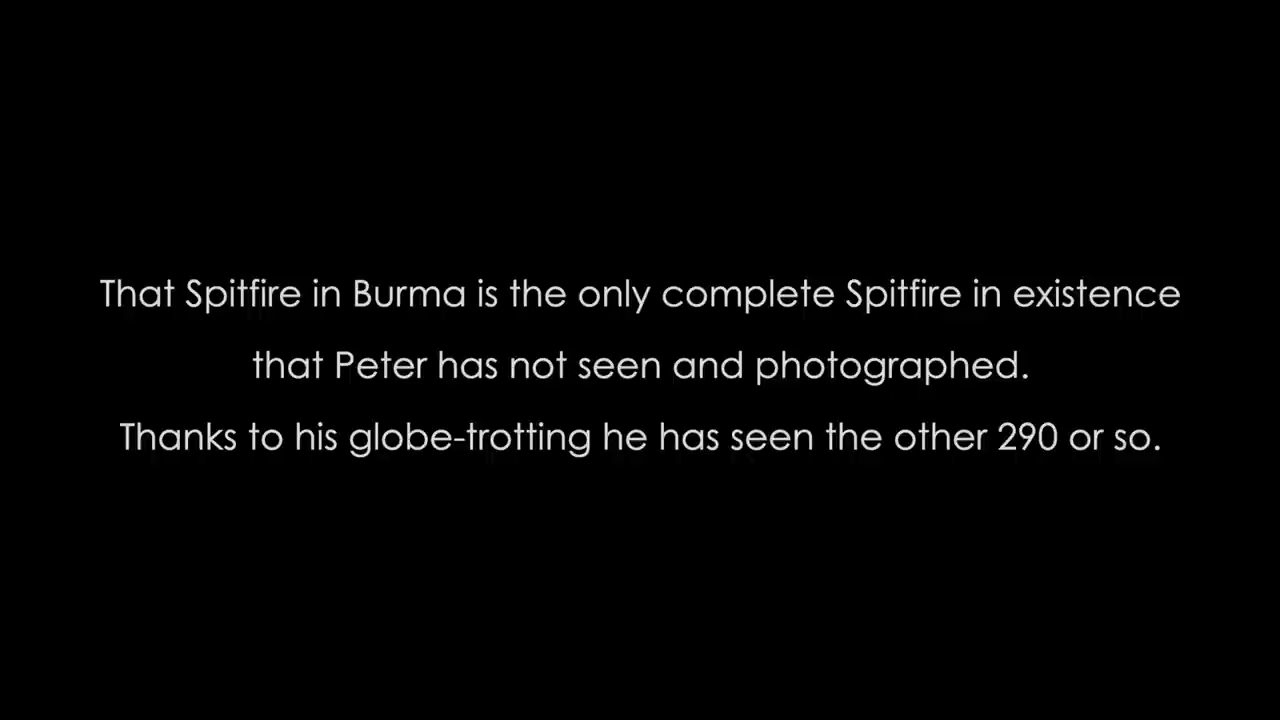 That Spitfire in Burma is the only complete Spitfire in existence
that Peter has not seen and photographed.
Thanks to his globe-trotting he has seen the other 290 or so.